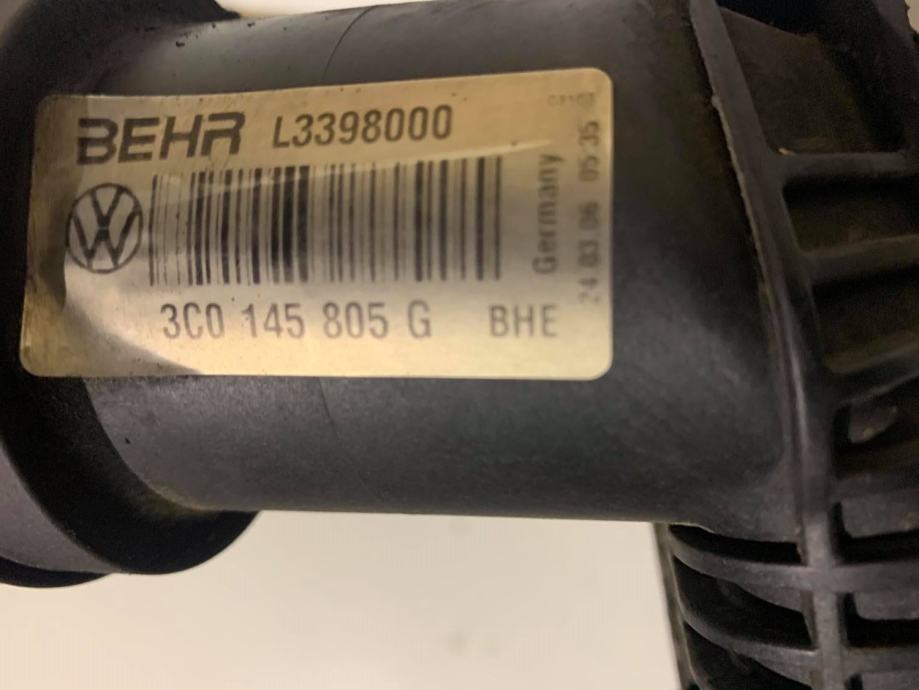 BEHR L3398000
3C0 145 805 G BHE
Germany
24.03.06 05:35